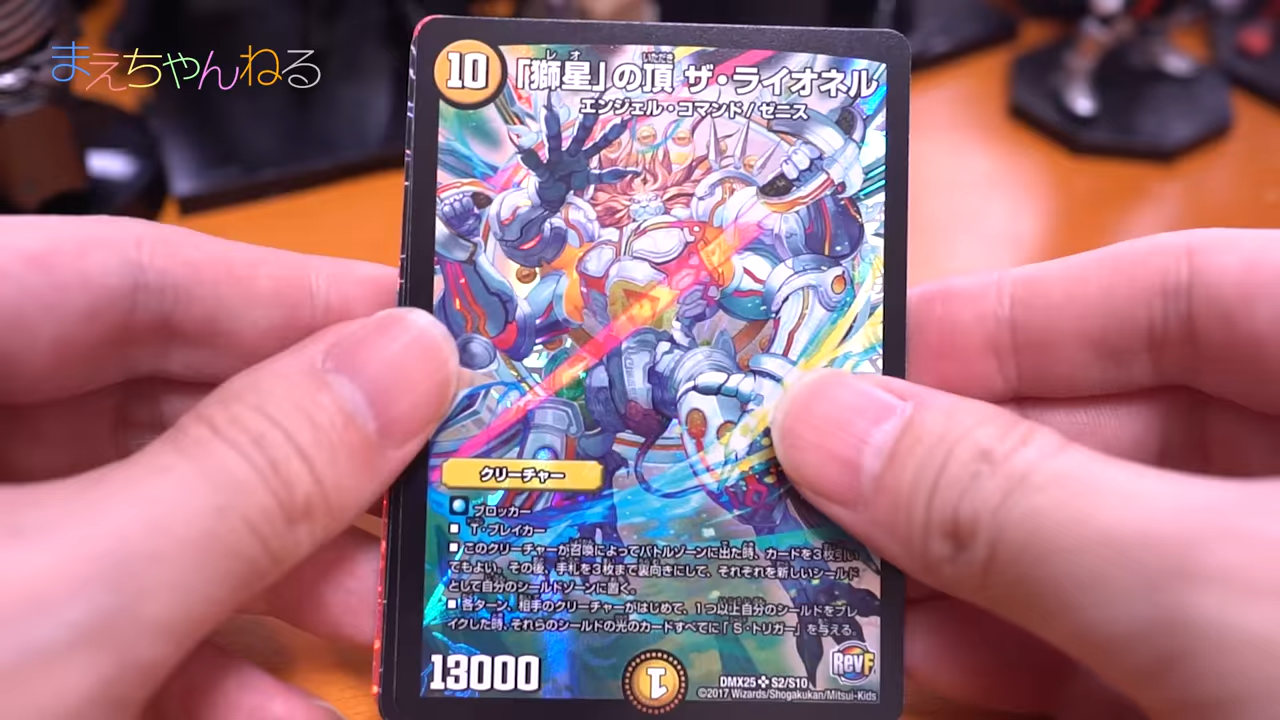 まえちゃんねる
10
レオ いただき
「獅星」の頂 ザ・ライオネル
エンジェル・コマンド/ゼニス
クリーチャー
ブロッカー
■ T・ブレイカー
■ このクリーチャーが召喚によってバトルゾーンに出た時、カードを3枚引い
てもよい。その後、手札を3枚まで裏向きにして、それぞれを新しいシールド
として自分のシールドゾーンに置く。
■ 各ターン、相手のクリーチャーがはじめて、1つ以上自分のシールドをブレ
イクした時、それらのシールドの光のカードすべてに「S・トリガー」を与える。
13000
1
RevF
DMX25 S2/S10
©2017 Wizards/Shogakukan/Mitsui-Kids